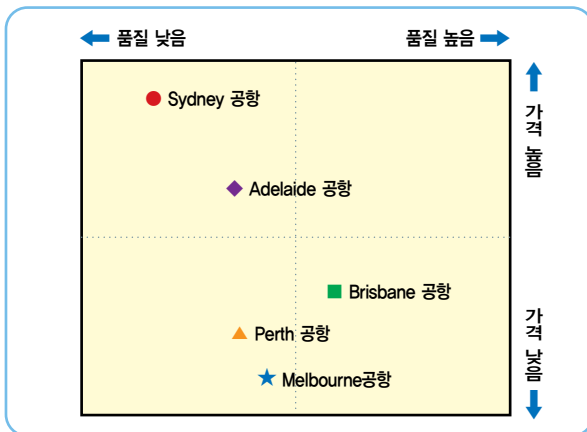 품질 낮음
품질 높음
Sydney 공항
가격 높음
Adelaide 공항
Brisbane 공항
Perth 공항
가격 낮음
Melbourne공항